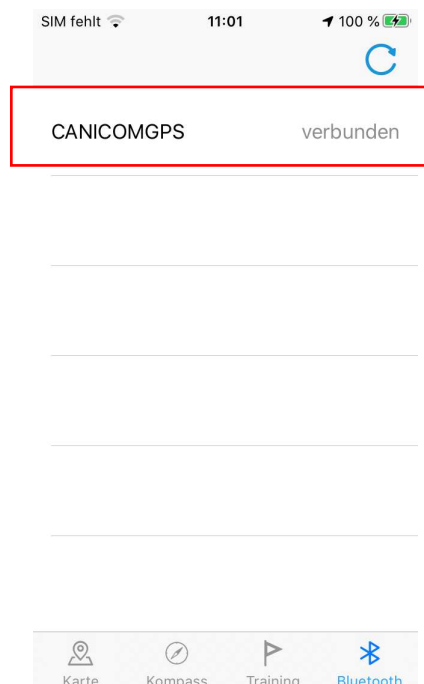 SIM fehlt 11:01 100 %
CANICOMGPS verbunden
Karte Kompass Training Bluetooth